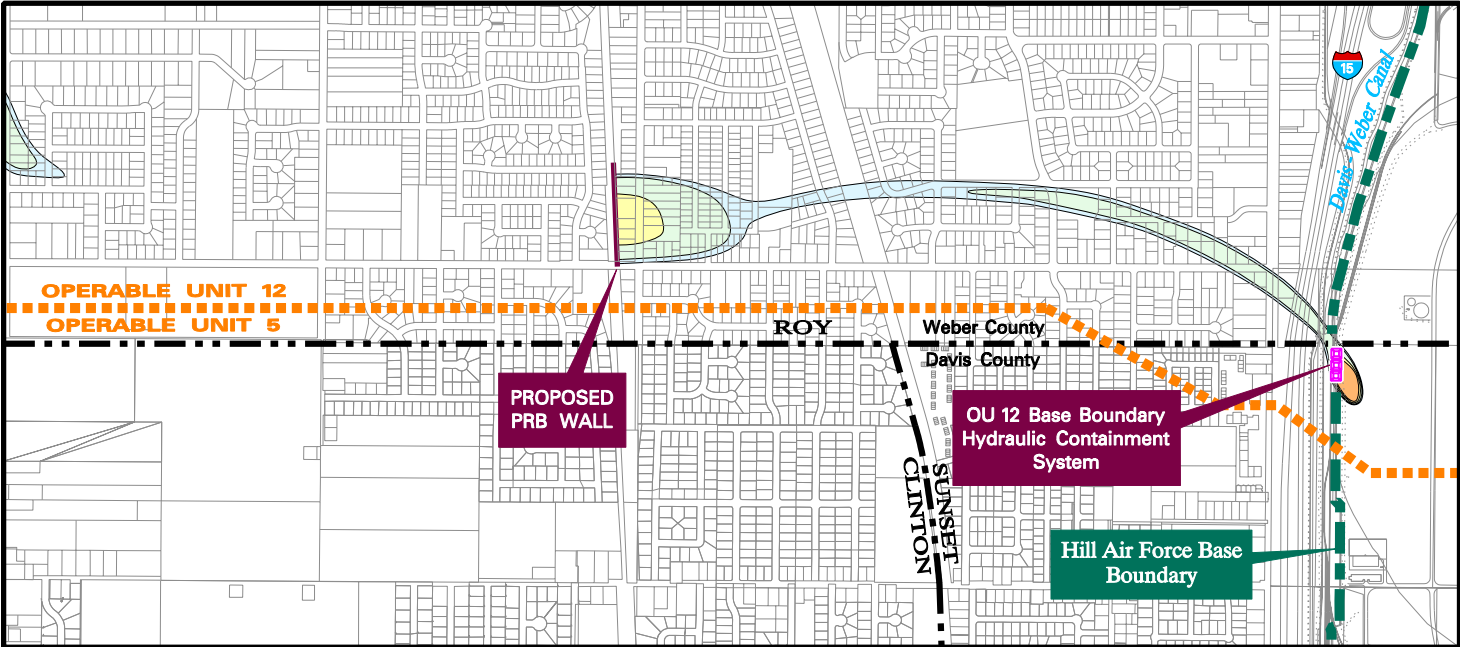 15
Davis - Weber Canal
OPERABLE UNIT 12
OPERABLE UNIT 5
ROY
Weber County
Davis County
PROPOSED
PRB WALL
OU 12 Base Boundary
Hydraulic Containment
System
SUNSET
CLINTON
Hill Air Force Base
Boundary